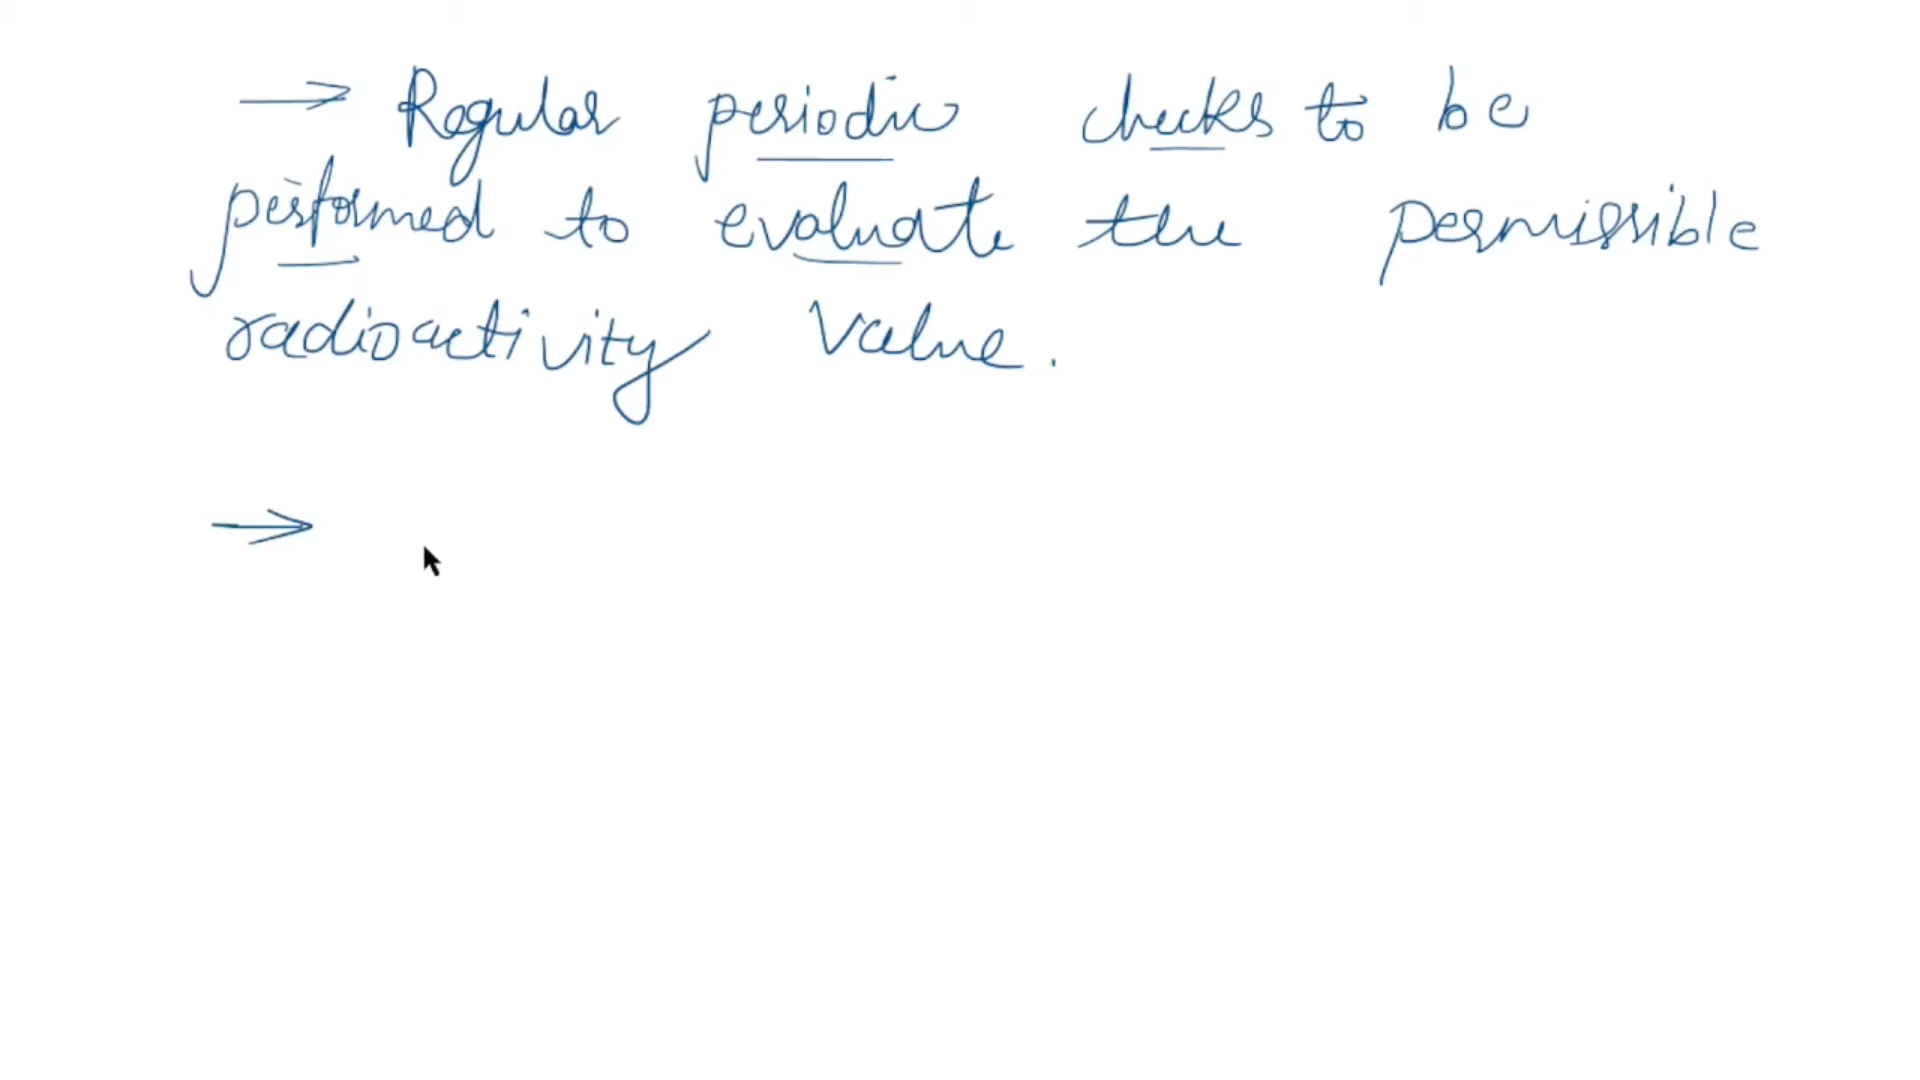 → Regular periodic checks to be
performed to evaluate the permissible
radioactivity value.
→